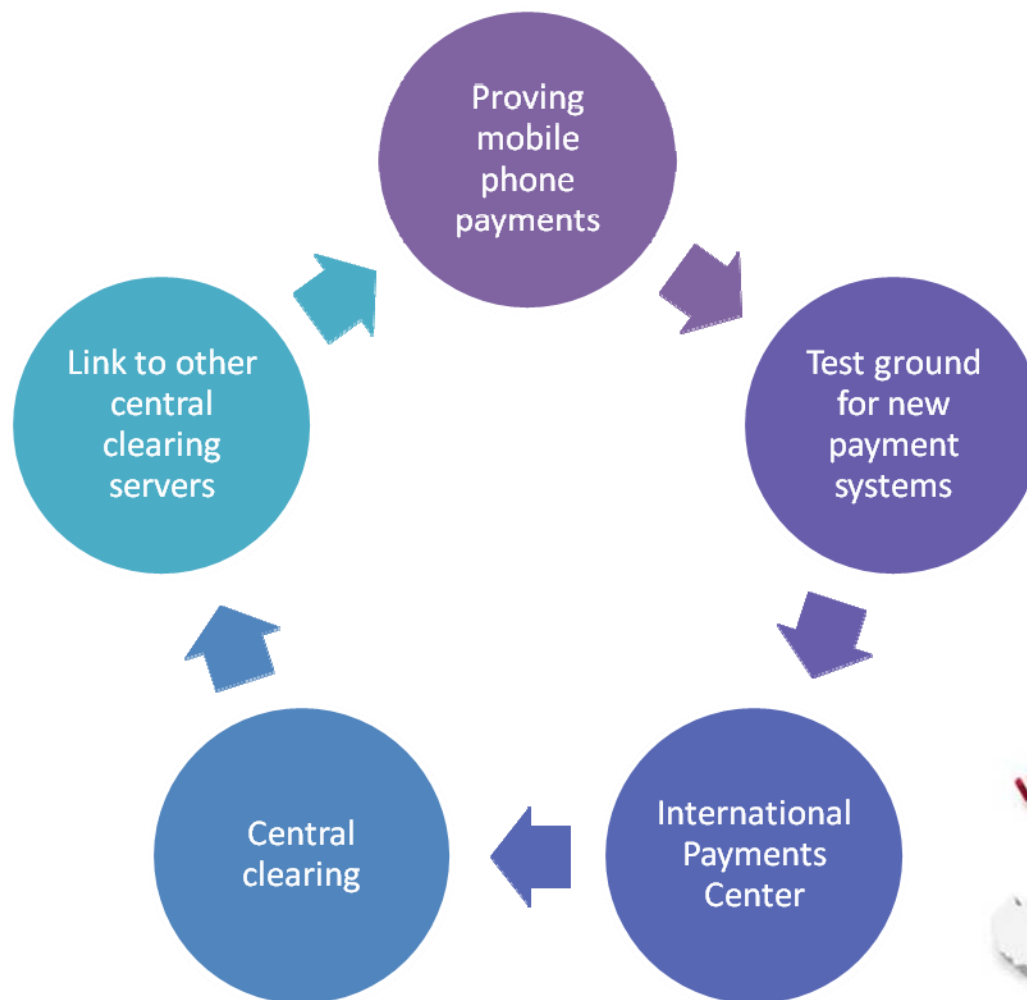 Proving
mobile
phone
payments
Link to other
central
clearing
servers
Test ground
for new
payment
systems
Central
clearing
International
Payments
Center